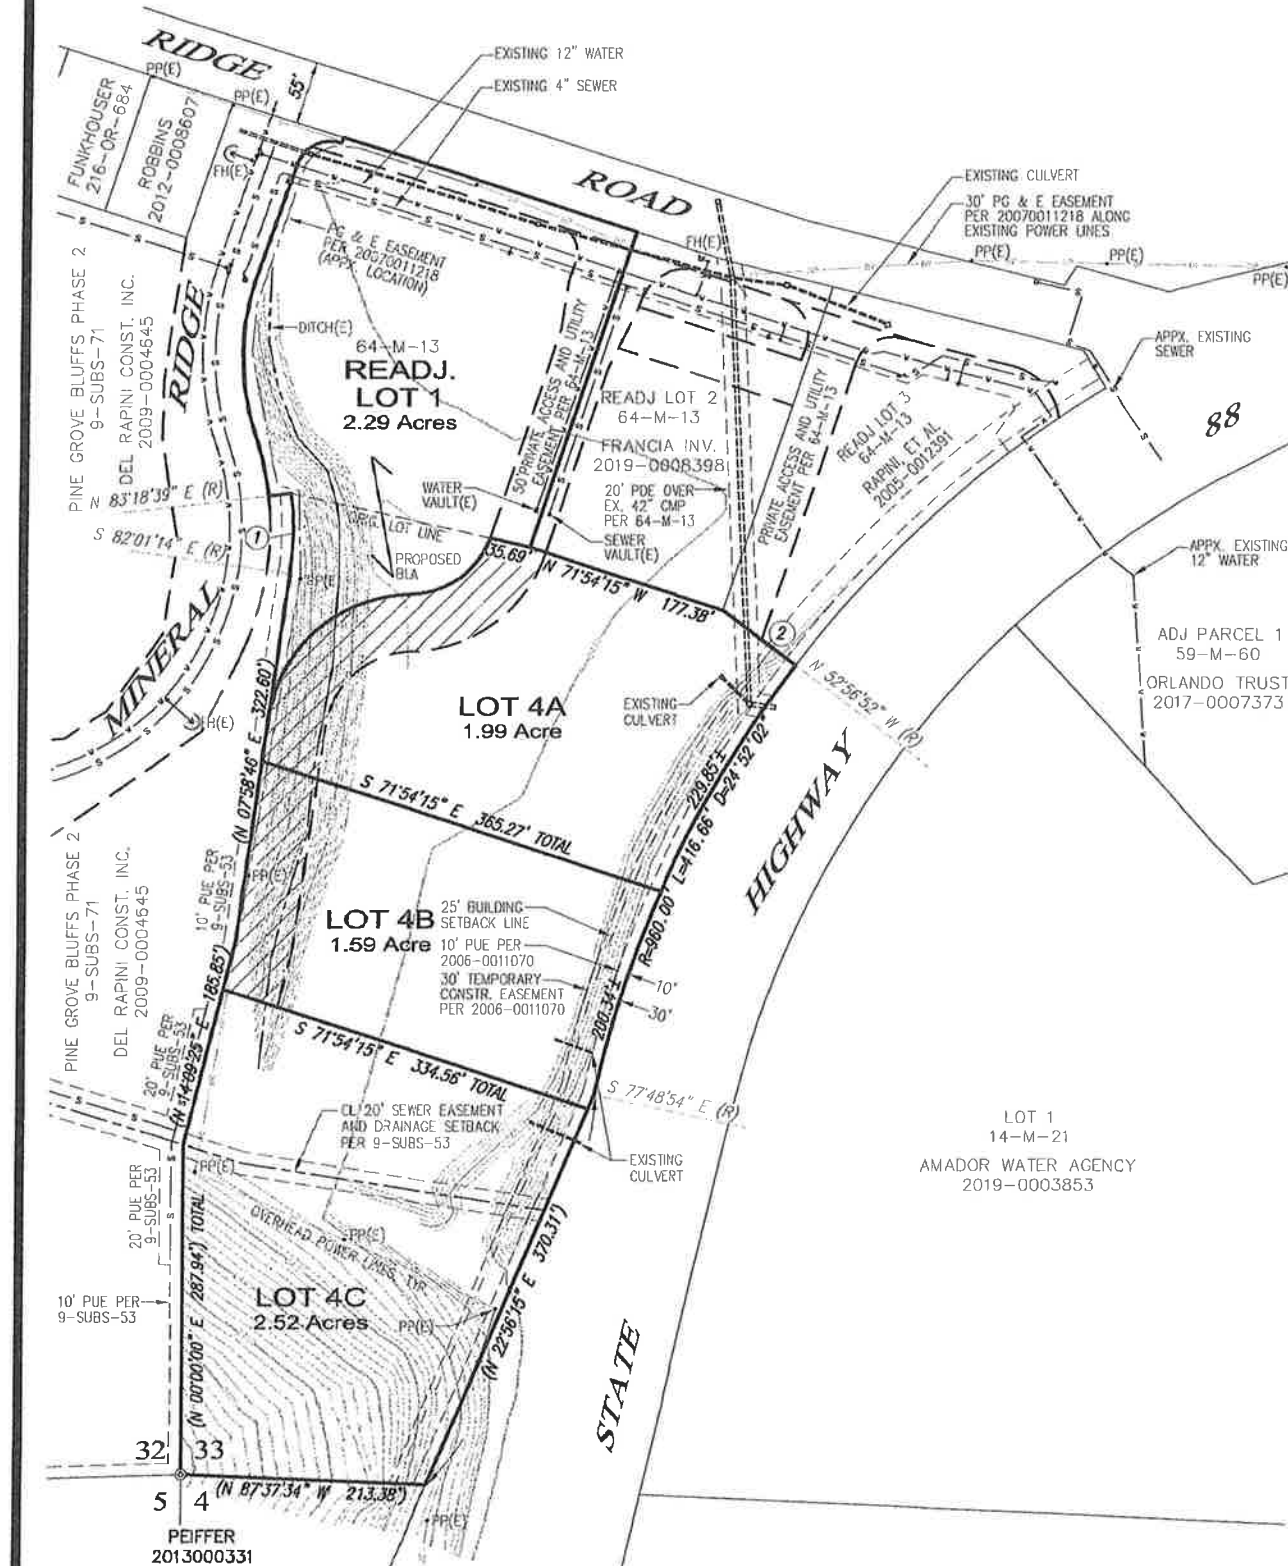 RIDGE
ROAD
55'
EXISTING 12" WATER
EXISTING 4" SEWER
PP(E)
PP(E)
FUNKHOUSER
216-OR-684
ROBBINS
2012-0008607
FH(E)
EXISTING CULVERT
30' PG & E EASEMENT
PER 20070011218 ALONG
EXISTING POWER LINES
PP(E)
PP(E)
PP(E)
FH(E)
PG & E EASEMENT
PER 20070011218
(APPX. LOCATION)
DITCH(E)
64-M-13
READJ.
LOT 1
2.29 Acres
50' PRIVATE ACCESS AND UTILITY
EASEMENT PER 64-M-13
READJ LOT 2
64-M-13
FRANCIA INV.
2019-0008398
20' PDE OVER
EX. 42" CMP
PER 64-M-13
PRIVATE ACCESS AND UTILITY
EASEMENT PER 64-M-13
READJ LOT 3
64-M-13
RAPINI, ET AL
2005-0012391
APPX. EXISTING
SEWER
88
PINE GROVE BLUFFS PHASE 2
9-SUBS-71
DEL RAPINI CONST. INC.
2009-0004645
RIDGE
MINERAL
N 83°18'39" E (R)
S 82°01'14" E (R)
1
ORG. LOT LINE
WATER
VAULT(E)
SEWER
VAULT(E)
PROPOSED
BLA
PP(E)
35.69'
N 71°54'15" W 177.38'
2
APPX. EXISTING
12" WATER
ADJ PARCEL 1
59-M-60
ORLANDO TRUST
2017-0007373
N 52°56'52" W (R)
LOT 4A
1.99 Acre
EXISTING
CULVERT
(N 07°58'46" E 322.60')
S 71°54'15" E 365.27' TOTAL
229.85'±
R=960.00' L=416.66' D=24°52'02"
HIGHWAY
PINE GROVE BLUFFS PHASE 2
9-SUBS-71
DEL RAPINI CONST. INC.
2009-0004645
10' PUE PER
9-SUBS-53
PP(E)
LOT 4B
1.59 Acre
25' BUILDING
SETBACK LINE
10' PUE PER
2006-0011070
30' TEMPORARY
CONSTR. EASEMENT
PER 2006-0011070
10'
30'
200.34'±
20' PUE PER
9-SUBS-53
(N 14°09'25" E 185.85')
S 71°54'15" E 334.56' TOTAL
S 77°48'54" E (R)
CL 20' SEWER EASEMENT
AND DRAINAGE SETBACK
PER 9-SUBS-53
EXISTING
CULVERT
LOT 1
14-M-21
AMADOR WATER AGENCY
2019-0003853
20' PUE PER
9-SUBS-53
PP(E)
OVERHEAD POWER LINES, TYP.
PP(E)
10' PUE PER
9-SUBS-53
(N 00°00'00" E 287.94') TOTAL
LOT 4C
2.52 Acres
PP(E)
(N 22°56'15" E 370.31')
STATE
32 33
5 4
(N 87°37'34" W 213.38')
PP(E)
PEIFFER
2013000331